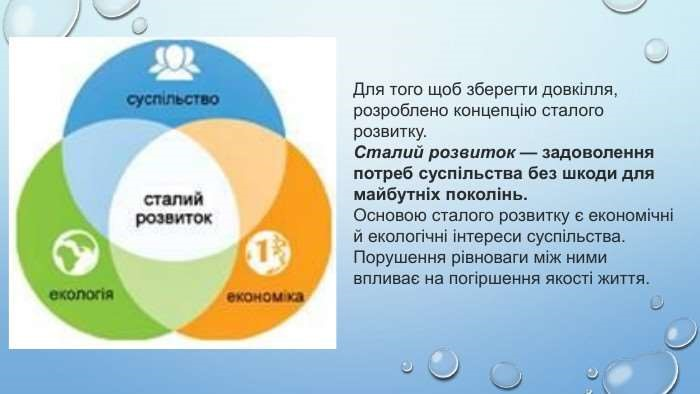 суспільство
сталий
розвиток
екологія
економіка
Для того щоб зберегти довкілля,
розроблено концепцію сталого
розвитку.
Сталий розвиток — задоволення
потреб суспільства без шкоди для
майбутніх поколінь.
Основою сталого розвитку є економічні
й екологічні інтереси суспільства.
Порушення рівноваги між ними
впливає на погіршення якості життя.